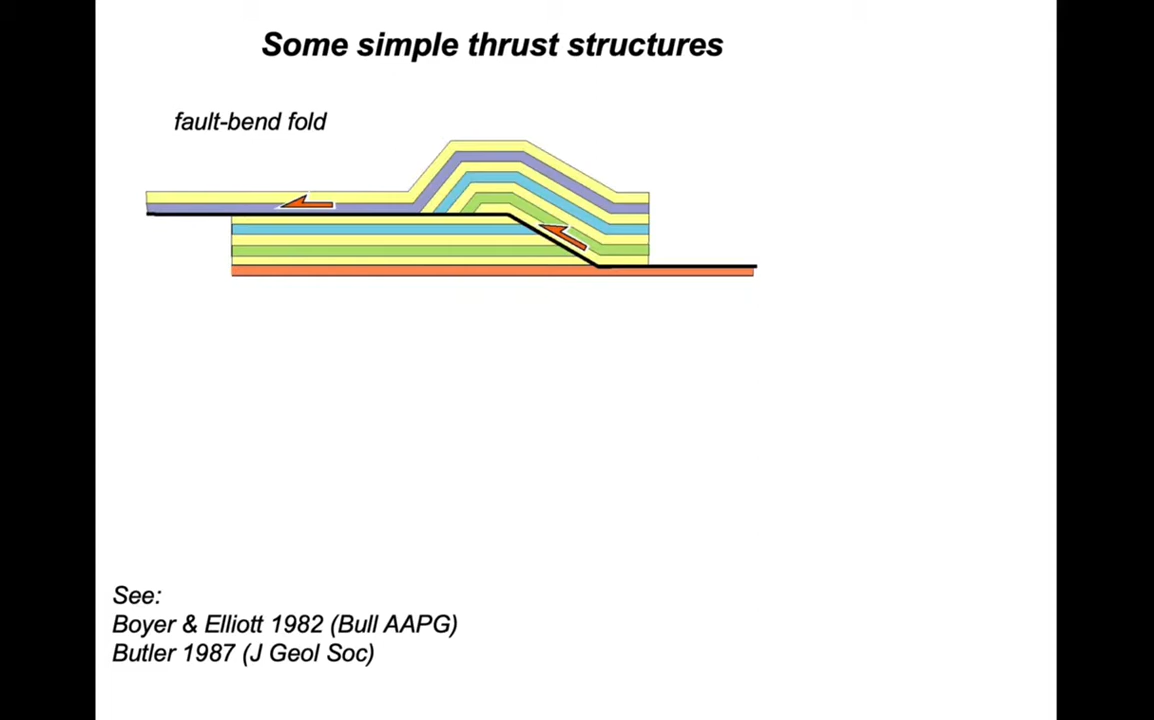 Some simple thrust structures
fault-bend fold
See:
Boyer & Elliott 1982 (Bull AAPG)
Butler 1987 (J Geol Soc)